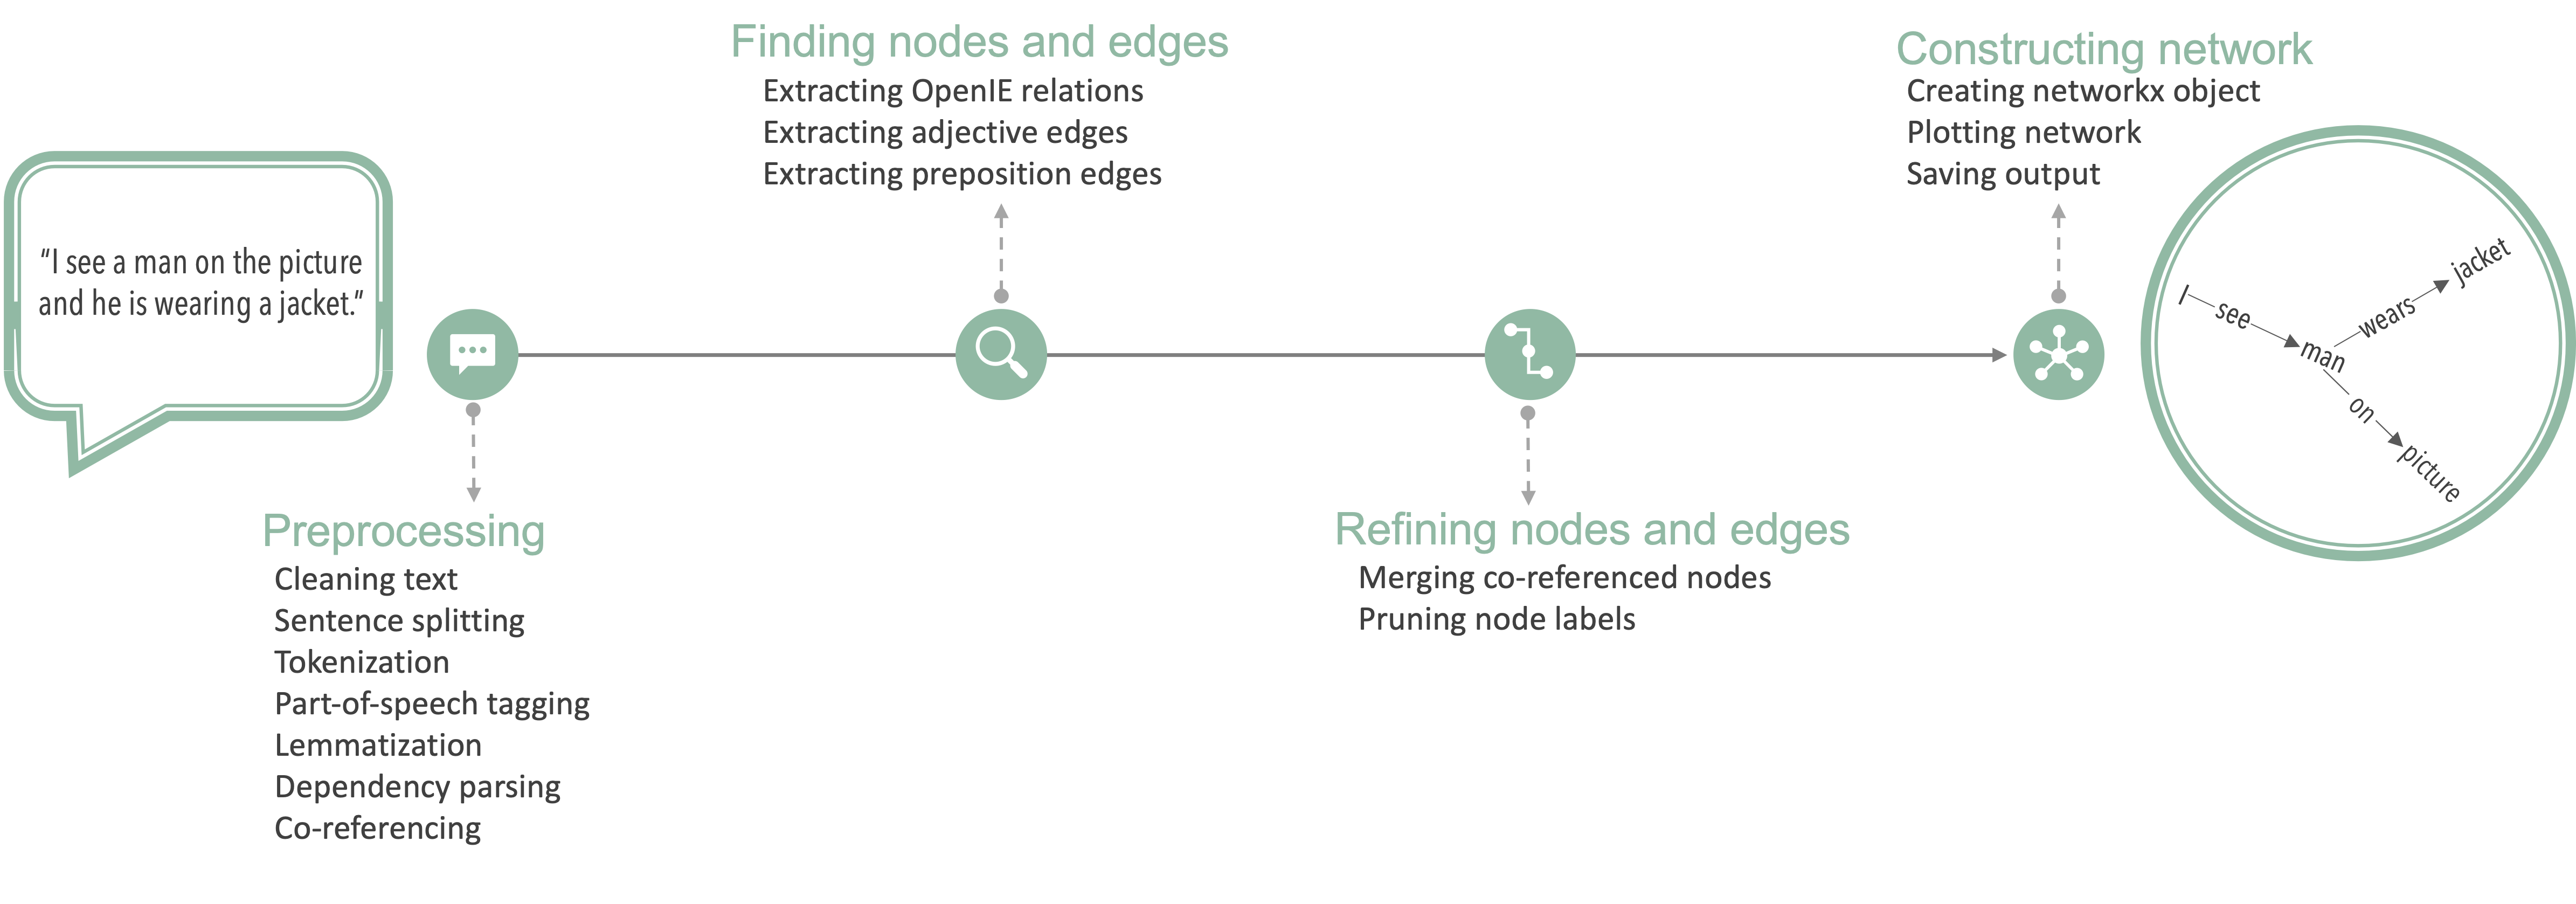 “I see a man on the picture
and he is wearing a jacket.”
Preprocessing
Cleaning text
Sentence splitting
Tokenization
Part-of-speech tagging
Lemmatization
Dependency parsing
Co-referencing
Finding nodes and edges
Extracting OpenIE relations
Extracting adjective edges
Extracting preposition edges
Refining nodes and edges
Merging co-referenced nodes
Pruning node labels
Constructing network
Creating networkx object
Plotting network
Saving output
I
see
man
wears
jacket
on
picture